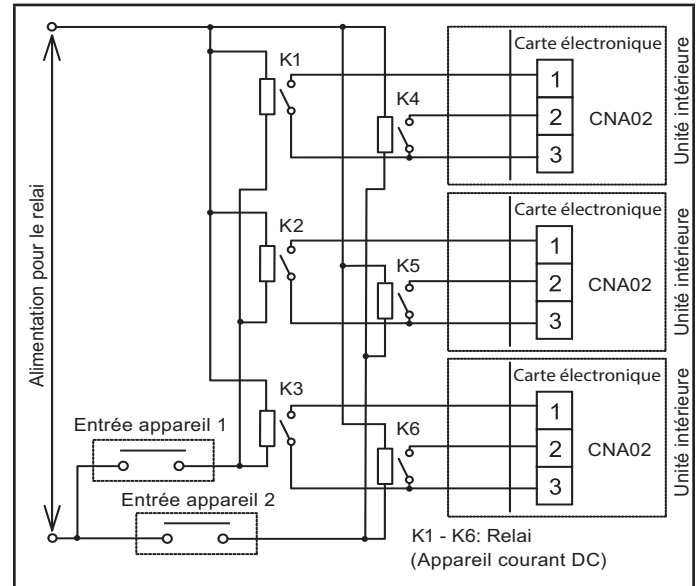 Carte électronique
K1
1
K4
2
CNA02
3
Unité intérieure
Carte électronique
K2
1
K5
2
CNA02
3
Unité intérieure
Carte électronique
K3
1
K6
2
CNA02
3
Unité intérieure
Alimentation pour le relai
Entrée appareil 1
Entrée appareil 2
K1 - K6: Relai
(Appareil courant DC)